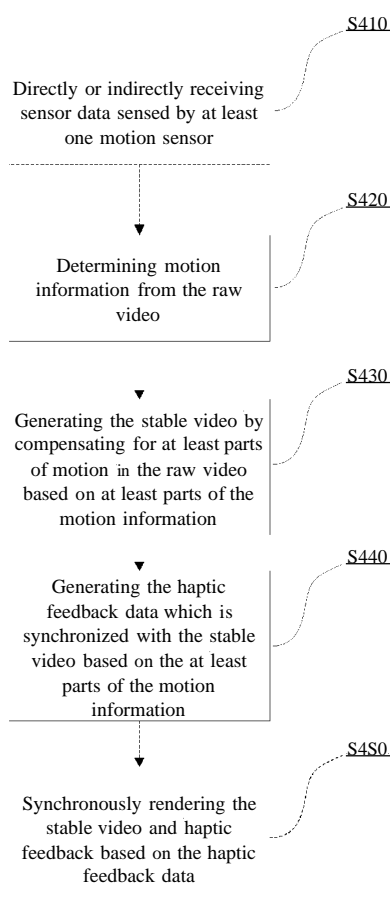 S410
Directly or indirectly receiving
sensor data sensed by at least
one motion sensor
S420
Determining motion
information from the raw
video
S430
Generating the stable video by
compensating for at least parts
of motion in the raw video
based on at least parts of the
motion information
S440
Generating the haptic
feedback data which is
synchronized with the stable
video based on the at least
parts of the motion
information
S4S0
Synchronously rendering the
stable video and haptic
feedback based on the haptic
feedback data